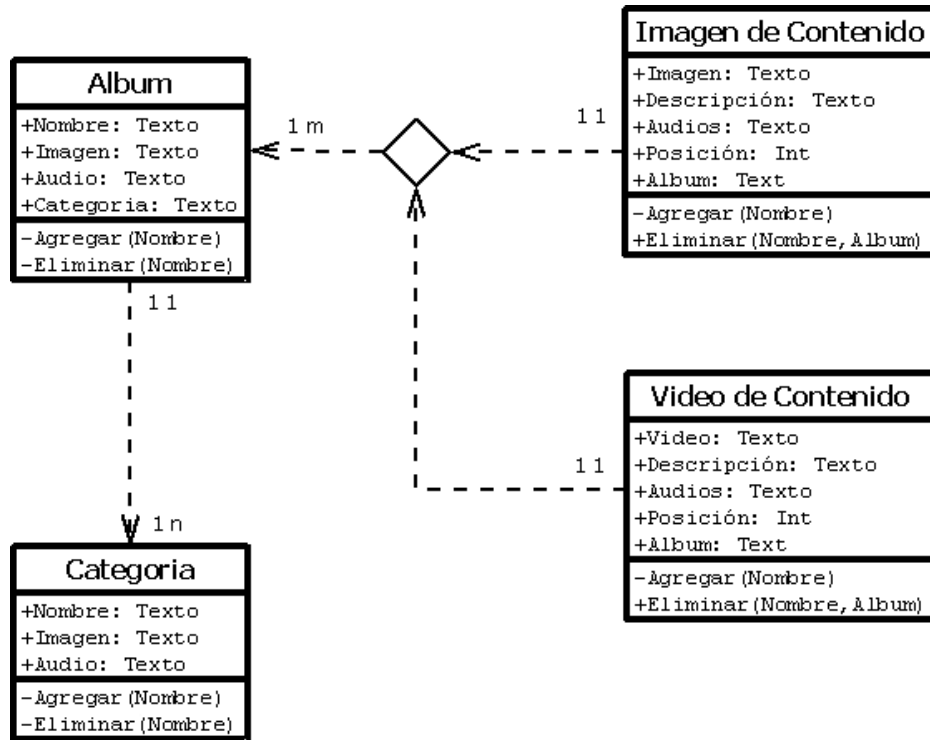 Album
+Nombre: Texto
+Imagen: Texto
+Audio: Texto
+Categoria: Texto
-Agregar(Nombre)
-Eliminar(Nombre)
1 m
1 1
Imagen de Contenido
+Imagen: Texto
+Descripción: Texto
+Audios: Texto
+Posición: Int
+Album: Text
-Agregar(Nombre)
+Eliminar(Nombre,Album)
1 1
1 1
Video de Contenido
+Video: Texto
+Descripción: Texto
+Audios: Texto
+Posición: Int
+Album: Text
-Agregar(Nombre)
+Eliminar(Nombre,Album)
1 n
Categoria
+Nombre: Texto
+Imagen: Texto
+Audio: Texto
-Agregar(Nombre)
-Eliminar(Nombre)